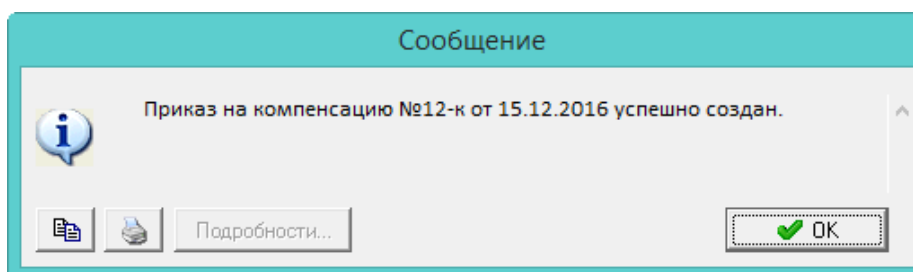 Сообщение
Приказ на компенсацию №12-к от 15.12.2016 успешно создан.
Подробности...
OK